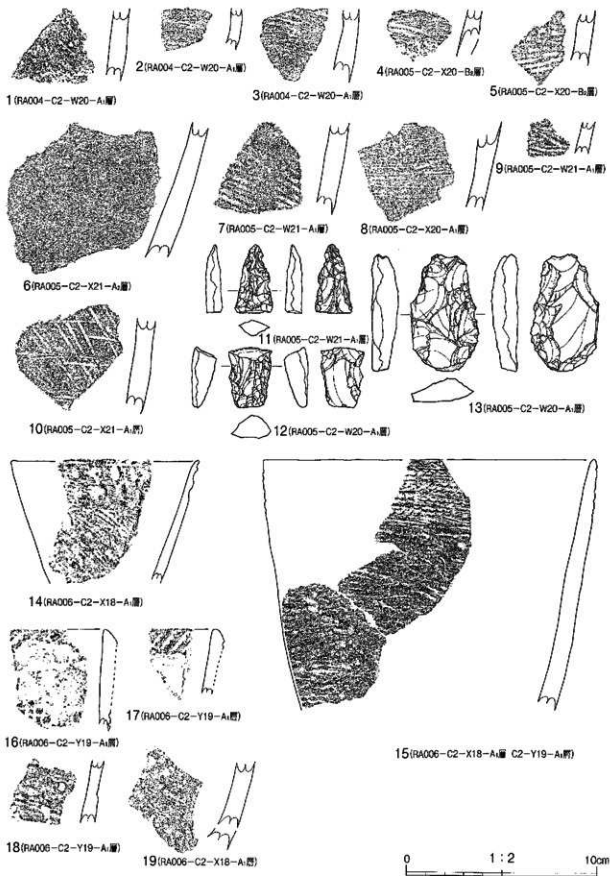 1(RA004-C2-W20-A₁層)
2(RA004-C2-W20-A₁層)
3(RA004-C2-W20-A₁層)
4(RA005-C2-X20-B₂層)
5(RA005-C2-X20-B₂層)
6(RA005-C2-X21-A₂層)
7(RA005-C2-W21-A₁層)
8(RA005-C2-X20-A₁層)
9(RA005-C2-W21-A₁層)
10(RA005-C2-X21-A₁層)
11(RA005-C2-W21-A₁層)
12(RA005-C2-W20-A₁層)
13(RA005-C2-W20-A₁層)
14(RA006-C2-X18-A₁層)
15(RA006-C2-X18-A₁層 C2-Y19-A₁層)
16(RA006-C2-Y19-A₁層)
17(RA006-C2-Y19-A₁層)
18(RA006-C2-Y19-A₁層)
19(RA006-C2-X18-A₁層)
0 1:2 10cm